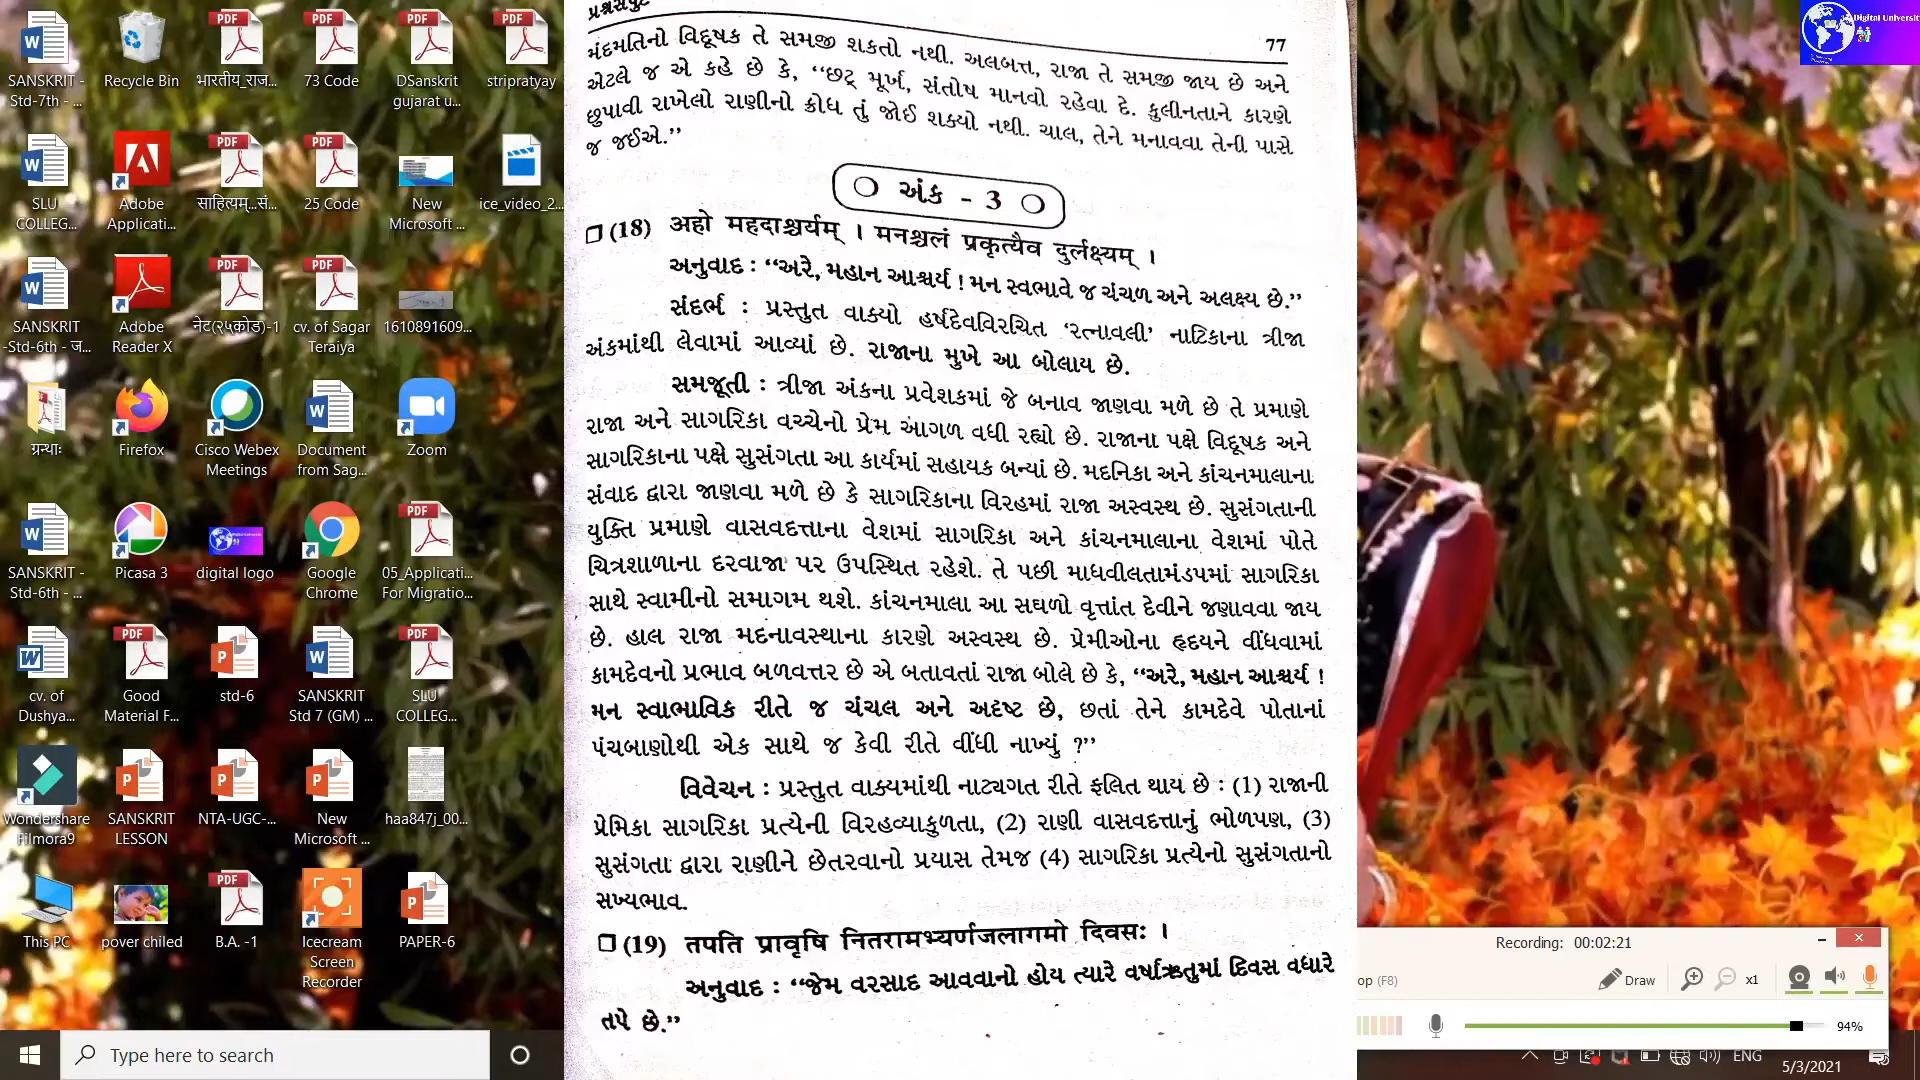 પ્રશ્નસંપુટ
77
મંદમતિનો વિદૂષક તે સમજી શકતો નથી. અલબત્ત, રાજા તે સમજી જાય છે અને
એટલે જ એ કહે છે કે, “છટ્ મૂર્ખ, સંતોષ માનવો રહેવા દે. કુલીનતાને કારણે
છુપાવી રાખેલો રાણીનો ક્રોધ તું જોઈ શક્યો નથી. ચાલ, તેને મનાવવા તેની પાસે
જ જઈએ.”
અંક - 3
(18) अहो महदाश्चर्यम् । मनश्चलं प्रकृत्यैव दुर्लक्ष्यम् ।
અનુવાદ : “અરે, મહાન આશ્ચર્ય ! મન સ્વભાવે જ ચંચળ અને અલક્ષ્ય છે.”
સંદર્ભ : પ્રસ્તુત વાક્યો હર્ષદેવવિરચિત ‘રત્નાવલી’ નાટિકાના ત્રીજા
અંકમાંથી લેવામાં આવ્યાં છે. રાજાના મુખે આ બોલાય છે.
સમજૂતી : ત્રીજા અંકના પ્રવેશકમાં જે બનાવ જાણવા મળે છે તે પ્રમાણે
રાજા અને સાગરિકા વચ્ચેનો પ્રેમ આગળ વધી રહ્યો છે. રાજાના પક્ષે વિદૂષક અને
સાગરિકાના પક્ષે સુસંગતા આ કાર્યમાં સહાયક બન્યાં છે. મદનિકા અને કાંચનમાલાના
સંવાદ દ્વારા જાણવા મળે છે કે સાગરિકાના વિરહમાં રાજા અસ્વસ્થ છે. સુસંગતાની
યુક્તિ પ્રમાણે વાસવદત્તાના વેશમાં સાગરિકા અને કાંચનમાલાના વેશમાં પોતે
ચિત્રશાળાના દરવાજા પર ઉપસ્થિત રહેશે. તે પછી માધવીલતામંડપમાં સાગરિકા
સાથે સ્વામીનો સમાગમ થશે. કાંચનમાલા આ સઘળો વૃત્તાંત દેવીને જણાવવા જાય
છે. હાલ રાજા મદનાવસ્થાના કારણે અસ્વસ્થ છે. પ્રેમીઓના હૃદયને વીંધવામાં
કામદેવનો પ્રભાવ બળવત્તર છે એ બતાવતાં રાજા બોલે છે કે, “અરે, મહાન આશ્ચર્ય !
મન સ્વાભાવિક રીતે જ ચંચલ અને અદૃષ્ટ છે, છતાં તેને કામદેવે પોતાનાં
પંચબાણોથી એક સાથે જ કેવી રીતે વીંધી નાખ્યું ?”
વિવેચન : પ્રસ્તુત વાક્યમાંથી નાટ્યગત રીતે ફલિત થાય છે : (1) રાજાની
પ્રેમિકા સાગરિકા પ્રત્યેની વિરહવ્યાકુળતા, (2) રાણી વાસવદત્તાનું ભોળપણ, (3)
સુસંગતા દ્વારા રાણીને છેતરવાનો પ્રયાસ તેમજ (4) સાગરિકા પ્રત્યેનો સુસંગતાનો
સખ્યભાવ.
(19) तपति प्रावृषि नितरामभ्यर्णजलागमो दिवसः ।
અનુવાદ : “જેમ વરસાદ આવવાનો હોય ત્યારે વર્ષાઋતુમાં દિવસ વધારે
તપે છે.”
SANSKRIT - Recycle Bin भारतीय_राज... 73 Code DSanskrit stripratyay
Std-7th - ... gujarat u...
SLU Adobe साहित्यम्...सं... 25 Code New ice_video_2...
COLLEG... Applicati... Microsoft ...
SANSKRIT Adobe नेट(२५कोड)-1 cv. of Sagar 1610891609...
-Std-6th - ज... Reader X Teraiya
ग्रन्थाः Firefox Cisco Webex Document Zoom
Meetings from Sag...
SANSKRIT - Picasa 3 digital logo Google 05_Applicati...
Std-6th - ... Chrome For Migratio...
cv. of Good std-6 SANSKRIT SLU
Dushya... Material F... Std 7 (GM) ... COLLEG...
Wondershare SANSKRIT NTA-UGC-... New haa847j_00...
Filmora9 LESSON Microsoft ...
This PC pover chiled B.A. -1 Icecream PAPER-6
Screen
Recorder
Type here to search
Digital Universit
Recording: 00:02:21
op (F8) Draw x1
94%
ENG
5/3/2021